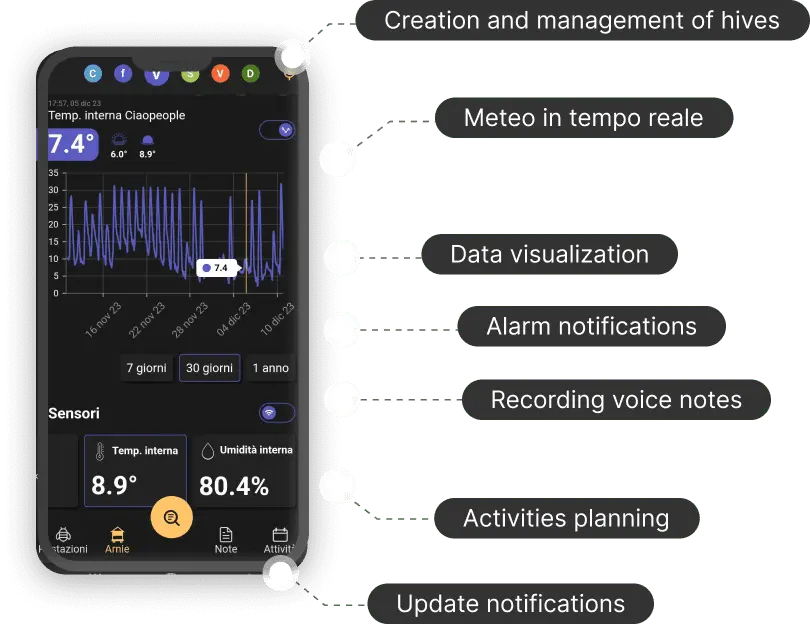 Creation and management of hives
C f V S V D
17:57, 05 dic 23
Temp. interna Ciaopeople
7.4°
6.0° 8.9°
Meteo in tempo reale
35
30
25
20
15
10
5
0
7.4
16 nov 23 22 nov 23 28 nov 23 04 dic 23 10 dic 23
Data visualization
Alarm notifications
7 giorni 30 giorni 1 anno
Recording voice notes
Sensori
Temp. interna Umidità interna
8.9° 80.4%
Activities planning
stazioni Arnie Note Attivit
Update notifications